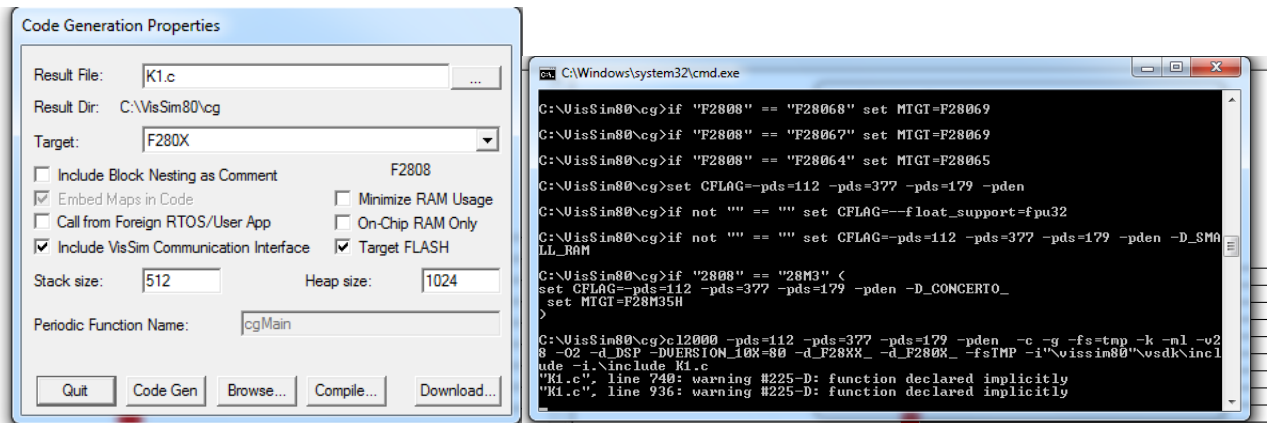 Code Generation Properties
Result File: K1.c ...
Result Dir: C:\VisSim80\cg
Target: F280X
F2808
Include Block Nesting as Comment
Embed Maps in Code
Minimize RAM Usage
Call from Foreign RTOS/User App
On-Chip RAM Only
Include VisSim Communication Interface
Target FLASH
Stack size: 512 Heap size: 1024
Periodic Function Name: cgMain
Quit Code Gen Browse... Compile... Download...
C:\Windows\system32\cmd.exe
C:\VisSim80\cg>if "F2808" == "F28068" set MTGT=F28069
C:\VisSim80\cg>if "F2808" == "F28067" set MTGT=F28069
C:\VisSim80\cg>if "F2808" == "F28064" set MTGT=F28065
C:\VisSim80\cg>set CFLAG=-pds=112 -pds=377 -pds=179 -pden
C:\VisSim80\cg>if not "" == "" set CFLAG=--float_support=fpu32
C:\VisSim80\cg>if not "" == "" set CFLAG=-pds=112 -pds=377 -pds=179 -pden -D_SMA
LL_RAM
C:\VisSim80\cg>if "2808" == "28M3" (
set CFLAG=-pds=112 -pds=377 -pds=179 -pden -D_CONCERTO_
set MTGT=F28M35H
)
C:\VisSim80\cg>cl2000 -pds=112 -pds=377 -pds=179 -pden -c -g -fs=tmp -k -ml -v2
8 -O2 -d_DSP -DVERSION_10X=80 -d_F28XX_ -d_F280X_ -fsTMP -i"\vissim80"\vsdk\incl
ude -i.\include K1.c
"K1.c", line 740: warning #225-D: function declared implicitly
"K1.c", line 936: warning #225-D: function declared implicitly